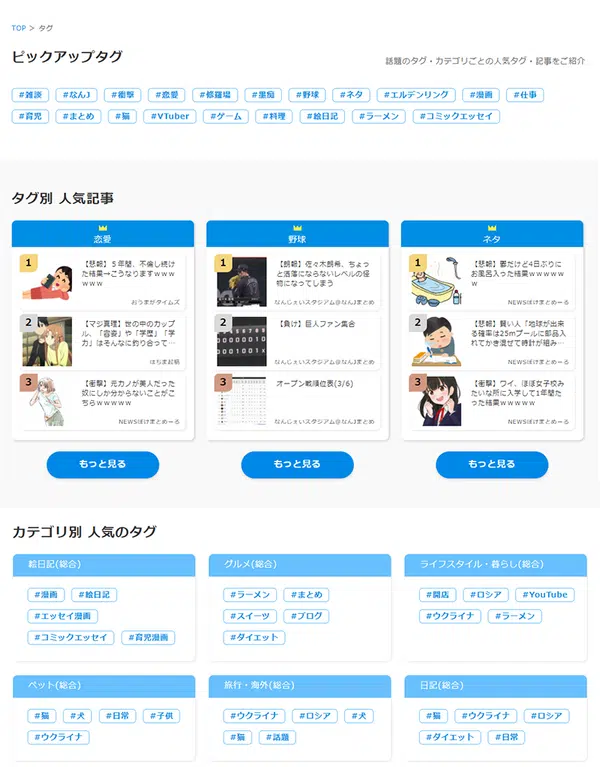 TOP > タグ
ピックアップタグ
話題のタグ・カテゴリごとの人気タグ・記事をご紹介
#雑談 #なんJ #衝撃 #恋愛 #修羅場 #愚痴 #野球 #ネタ #エルデンリング #漫画 #仕事
#育児 #まとめ #猫 #VTuber #ゲーム #料理 #絵日記 #ラーメン #コミックエッセイ
タグ別 人気記事
恋愛
1
【悲報】５年間、不倫し続け
た結果→こうなりますｗｗｗ
ｗｗｗ
おうまがタイムズ
2
【マジ真理】世の中のカップ
ル、「容姿」や「学歴」「学
力」はそんなに釣り合って…
はちま起稿
3
【衝撃】元カノが美人だった
奴にしか分からないことがこ
ちらｗｗｗｗｗ
NEWSぽけまとめーる
もっと見る
野球
1
【朗報】佐々木朗希、ちょっ
と洒落にならないレベルの怪
物になってしまう
なんじぇいスタジアム@なんJまとめ
2
【負け】巨人ファン集合
なんじぇいスタジアム@なんJまとめ
3
オープン戦順位表(3/6)
なんじぇいスタジアム@なんJまとめ
もっと見る
ネタ
1
【悲報】鬱だけど4日ぶりに
お風呂入った結果ｗｗｗｗｗ
ｗ
NEWSぽけまとめーる
2
【悲報】賢い人「地球が出来
る確率は25mプールに部品入
れてかき混ぜて時計が組み…
NEWSぽけまとめーる
3
【衝撃】ワイ、ほぼ女子校み
たいな所に入学して1年間た
った結果ｗｗｗｗｗ
NEWSぽけまとめーる
もっと見る
カテゴリ別 人気のタグ
絵日記(総合)
#漫画 #絵日記
#エッセイ漫画
#コミックエッセイ #育児漫画
グルメ(総合)
#ラーメン #まとめ
#スイーツ #ブログ
#ダイエット
ライフスタイル・暮らし(総合)
#開店 #ロシア #YouTube
#ウクライナ #ラーメン
ペット(総合)
#猫 #犬 #日常 #子供
#ウクライナ
旅行・海外(総合)
#ウクライナ #ロシア #犬
#猫 #話題
日記(総合)
#猫 #ウクライナ #ロシア
#ダイエット #日常